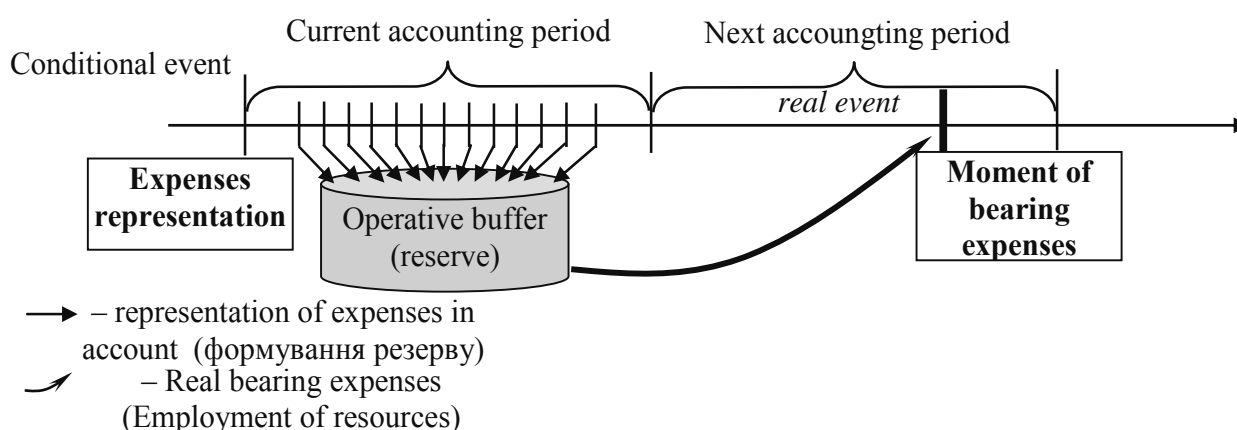 Current accounting period
Next accoungting period
Conditional event
real event
Expenses
representation
Operative buffer
(reserve)
Moment of
bearing
expenses
– representation of expenses in
account (формування резерву)
– Real bearing expenses
(Employment of resources)